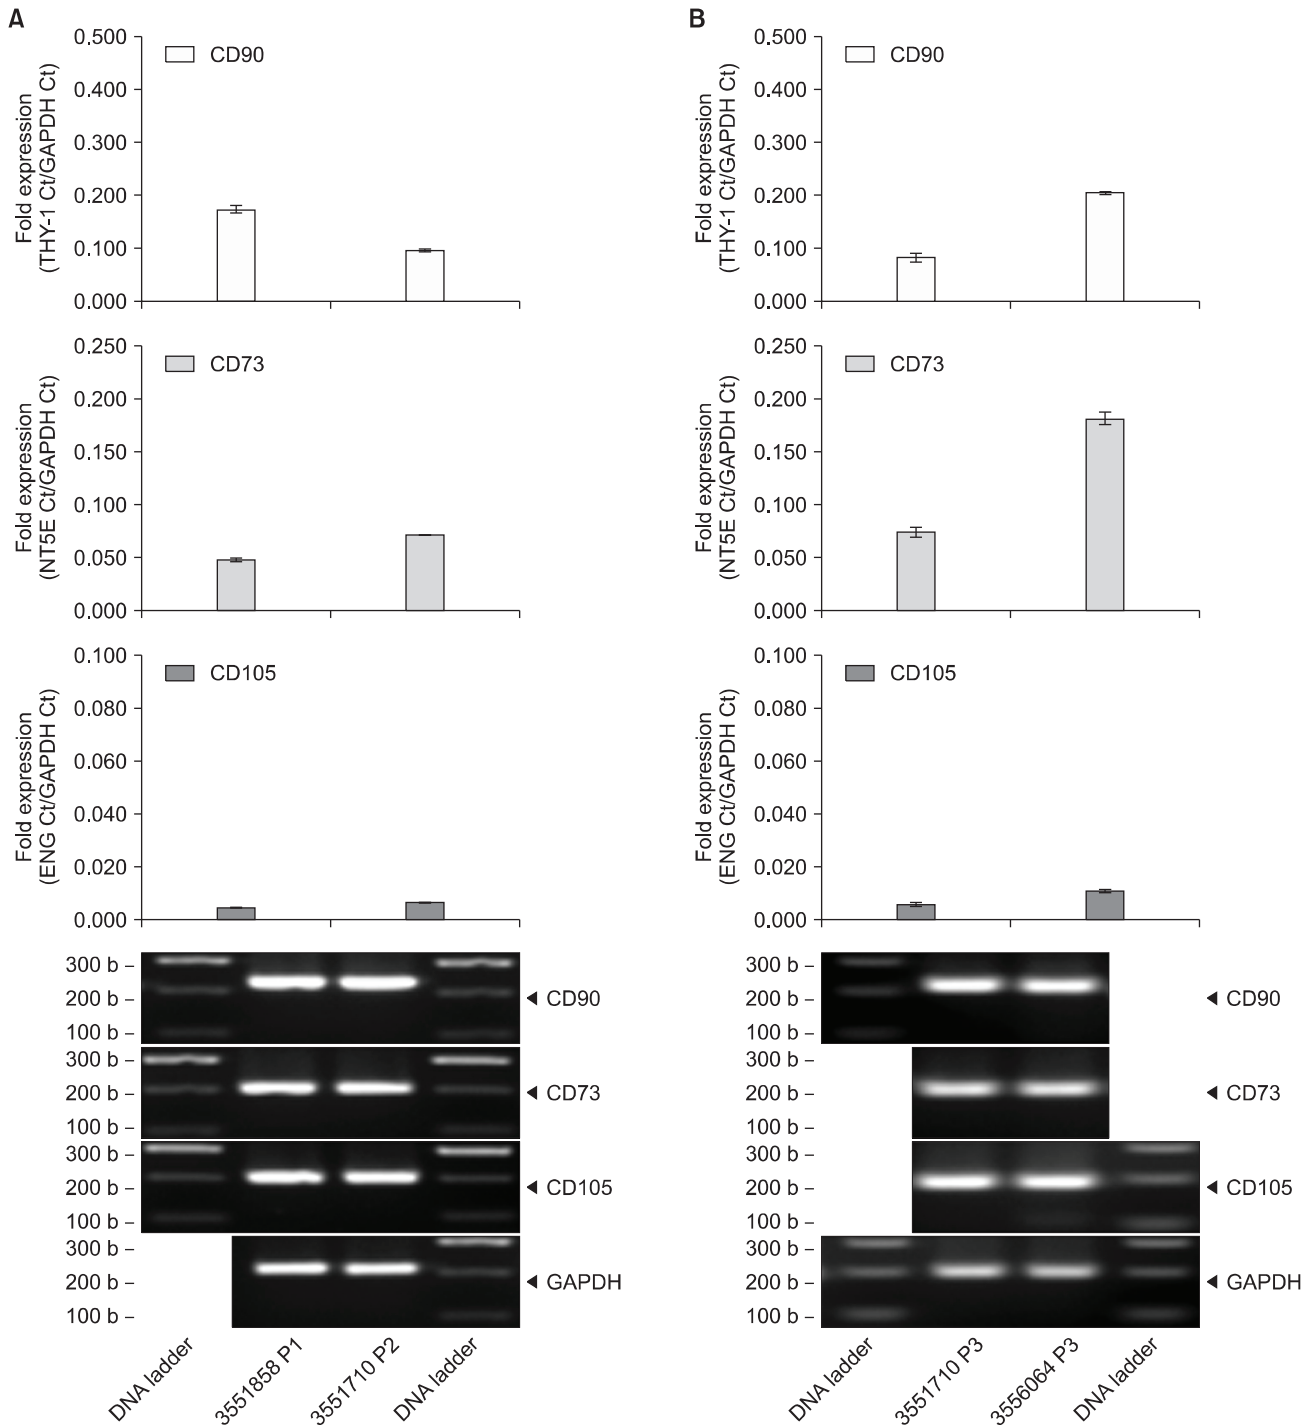 A
0.500
0.400
0.300
0.200
0.100
0.000
Fold expression
(THY-1 Ct/GAPDH Ct)
CD90
0.250
0.200
0.150
0.100
0.050
0.000
Fold expression
(NT5E Ct/GAPDH Ct)
CD73
0.100
0.080
0.060
0.040
0.020
0.000
Fold expression
(ENG Ct/GAPDH Ct)
CD105
300 b
200 b
100 b
CD90
300 b
200 b
100 b
CD73
300 b
200 b
100 b
CD105
300 b
200 b
100 b
GAPDH
DNA ladder
3551858 P1
3551710 P2
DNA ladder
B
0.500
0.400
0.300
0.200
0.100
0.000
Fold expression
(THY-1 Ct/GAPDH Ct)
CD90
0.250
0.200
0.150
0.100
0.050
0.000
Fold expression
(NT5E Ct/GAPDH Ct)
CD73
0.100
0.080
0.060
0.040
0.020
0.000
Fold expression
(ENG Ct/GAPDH Ct)
CD105
300 b
200 b
100 b
CD90
300 b
200 b
100 b
CD73
300 b
200 b
100 b
CD105
300 b
200 b
100 b
GAPDH
DNA ladder
3551710 P3
3556064 P3
DNA ladder